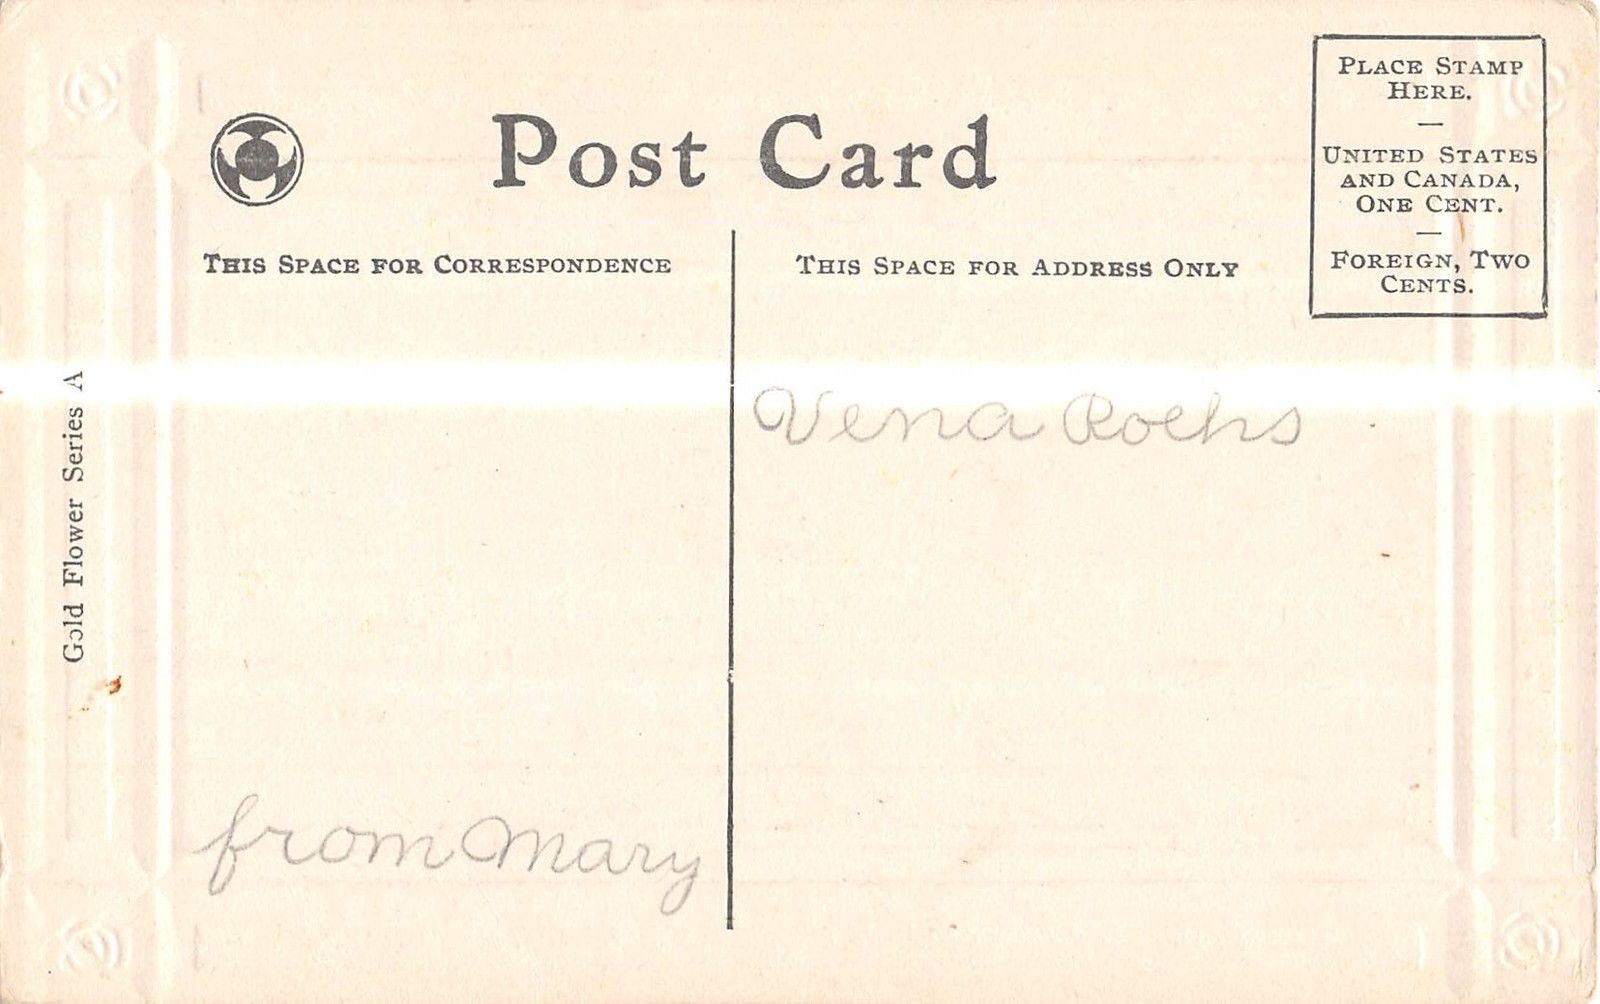 Post Card
PLACE STAMP
HERE.
—
UNITED STATES
AND CANADA,
ONE CENT.
—
FOREIGN, TWO
CENTS.
THIS SPACE FOR CORRESPONDENCE
THIS SPACE FOR ADDRESS ONLY
Gold Flower Series A
Vena Roehs
from Mary